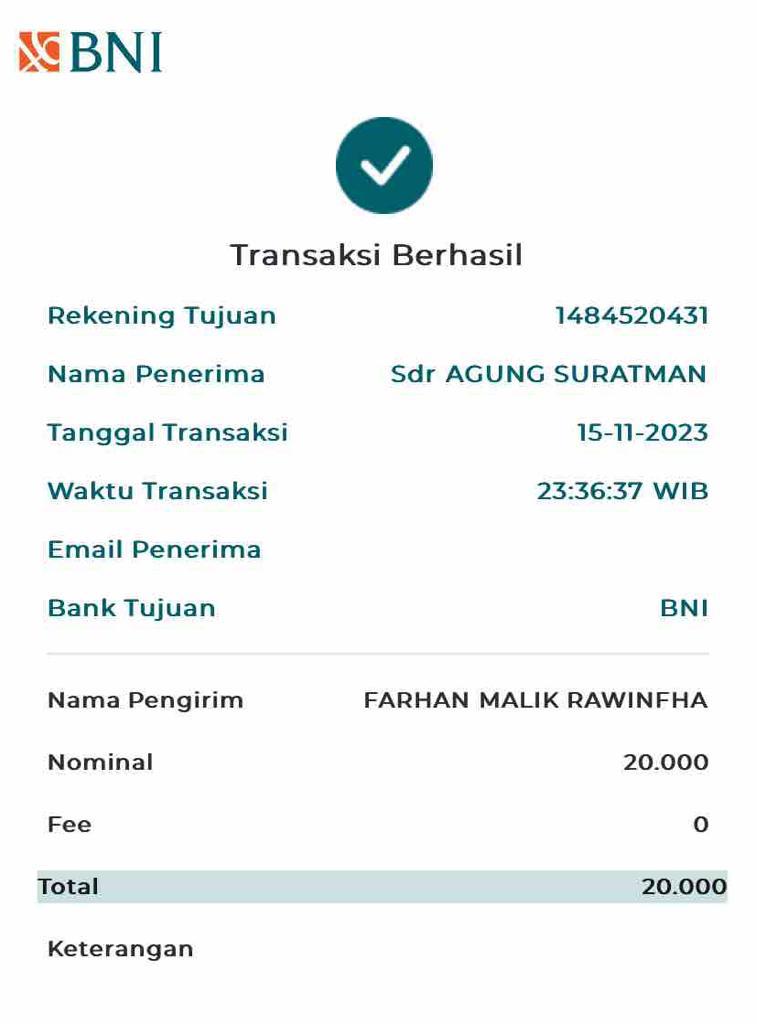 BNI
Transaksi Berhasil
Rekening Tujuan 1484520431
Nama Penerima Sdr AGUNG SURATMAN
Tanggal Transaksi 15-11-2023
Waktu Transaksi 23:36:37 WIB
Email Penerima
Bank Tujuan BNI
Nama Pengirim FARHAN MALIK RAWINFHA
Nominal 20.000
Fee 0
Total 20.000
Keterangan